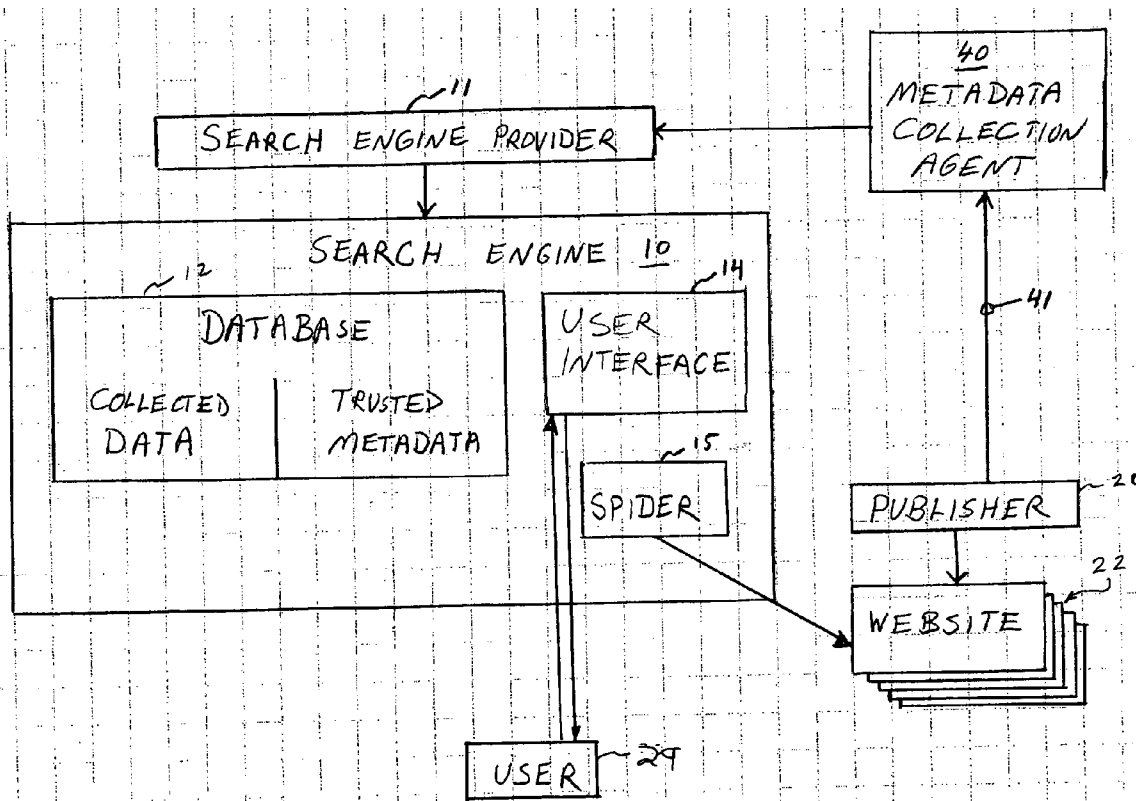 40
METADATA
COLLECTION
AGENT
11
SEARCH ENGINE PROVIDER
SEARCH ENGINE 10
12
DATABASE
COLLECTED
DATA
TRUSTED
METADATA
14
USER
INTERFACE
41
15
SPIDER
PUBLISHER
22
WEBSITE
USER